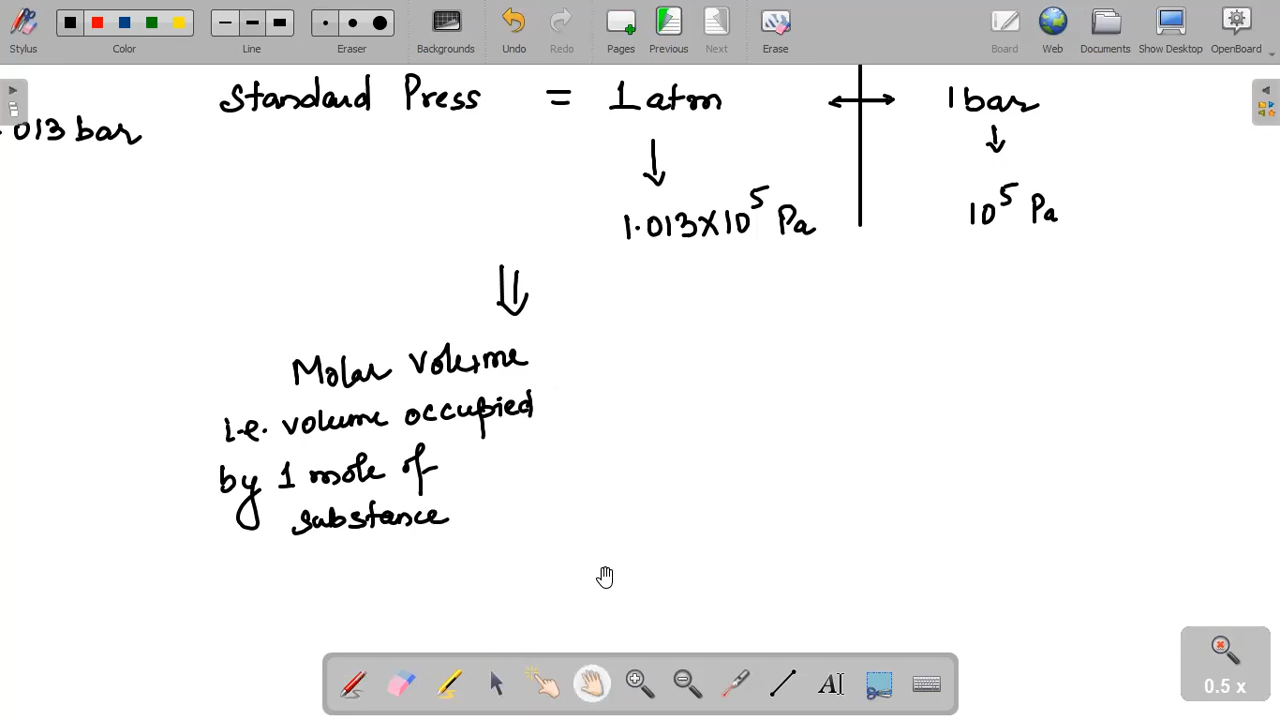 Stylus Color Line Eraser Backgrounds Undo Redo Pages Previous Next Erase Board Web Documents Show Desktop OpenBoard
Standard Press = 1 atm 1 bar
013 bar
1.013X10^5 Pa 10^5 Pa
Molar Volume
i.e. volume occupied
by 1 mole of
substance
AI
0.5 x